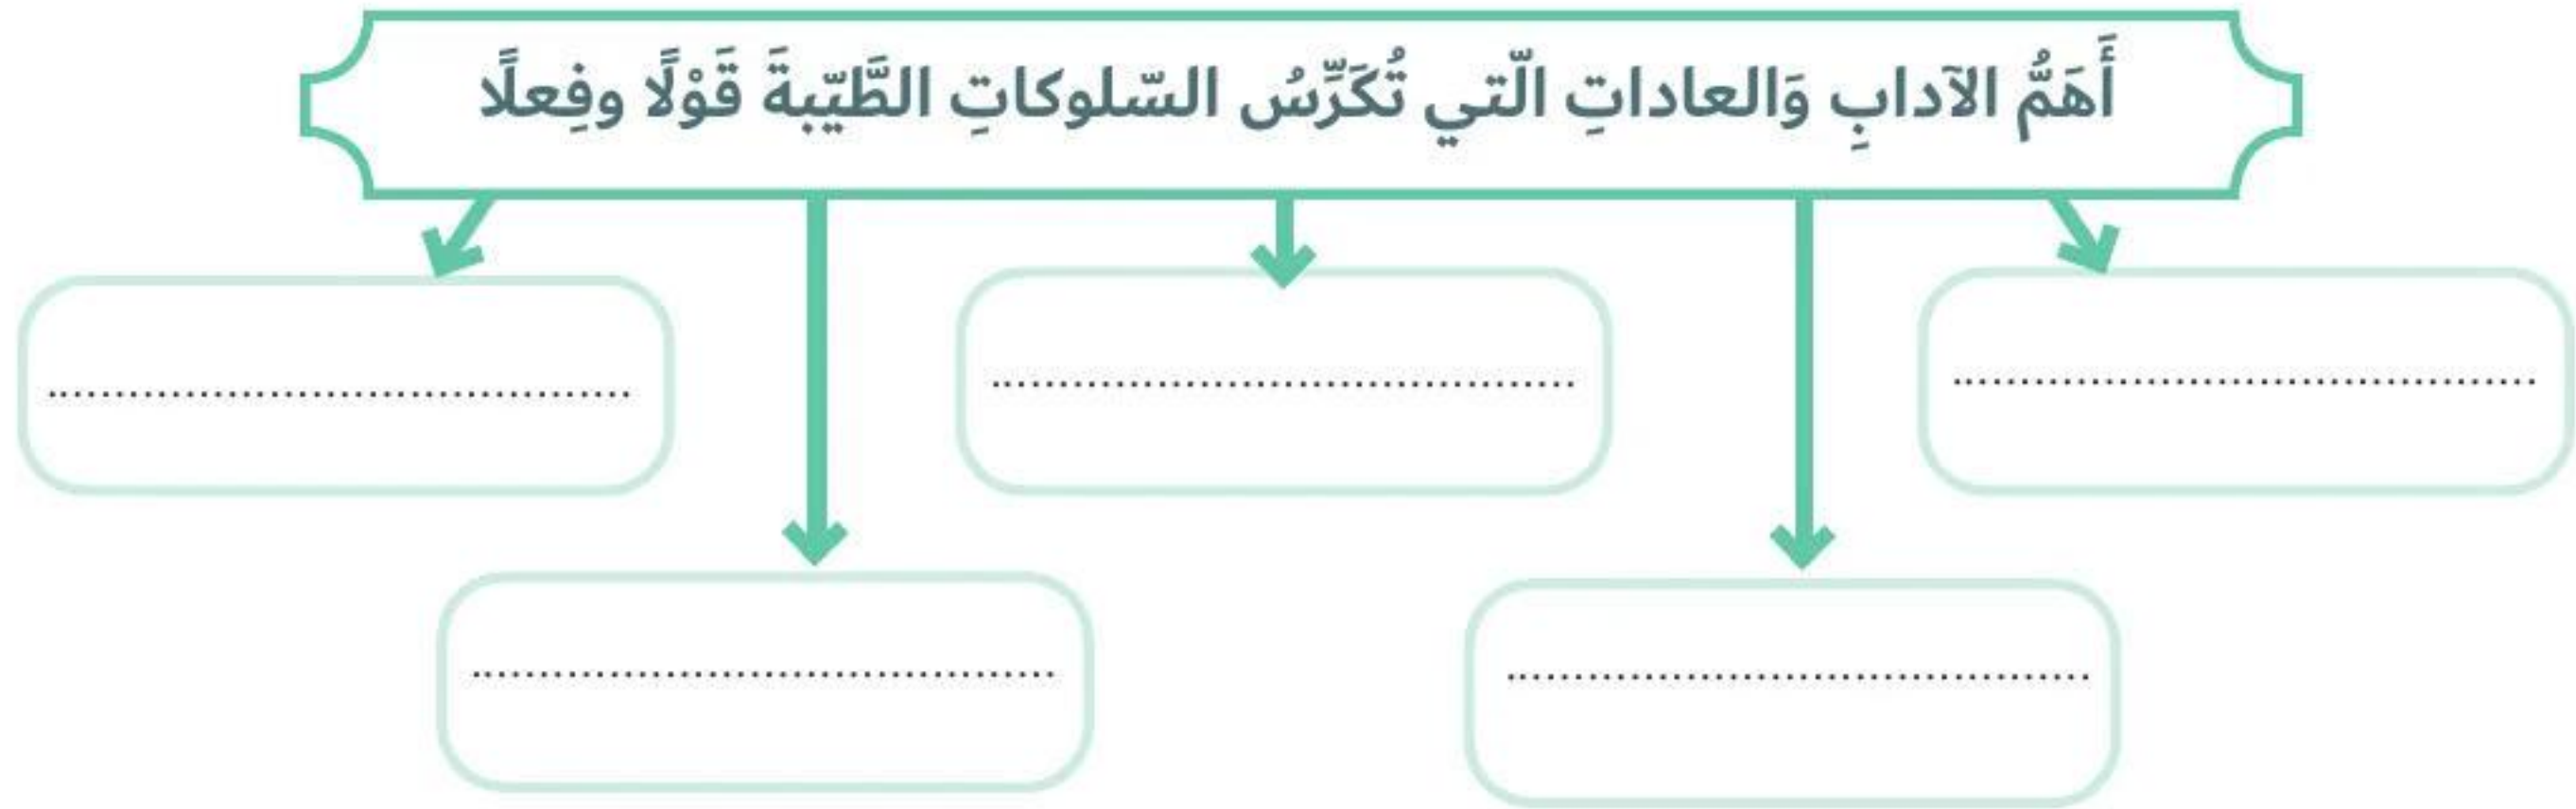 أَهَمُّ الآدابِ وَالعاداتِ الّتي تُكَرِّسُ السّلوكاتِ الطَّيّبةَ قَوْلًا وفِعلًا